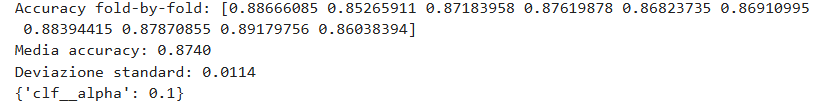 Accuracy fold-by-fold: [0.88666085 0.85265911 0.87183958 0.87619878 0.86823735 0.86910995
0.88394415 0.87870855 0.89179756 0.86038394]
Media accuracy: 0.8740
Deviazione standard: 0.0114
{'clf__alpha': 0.1}